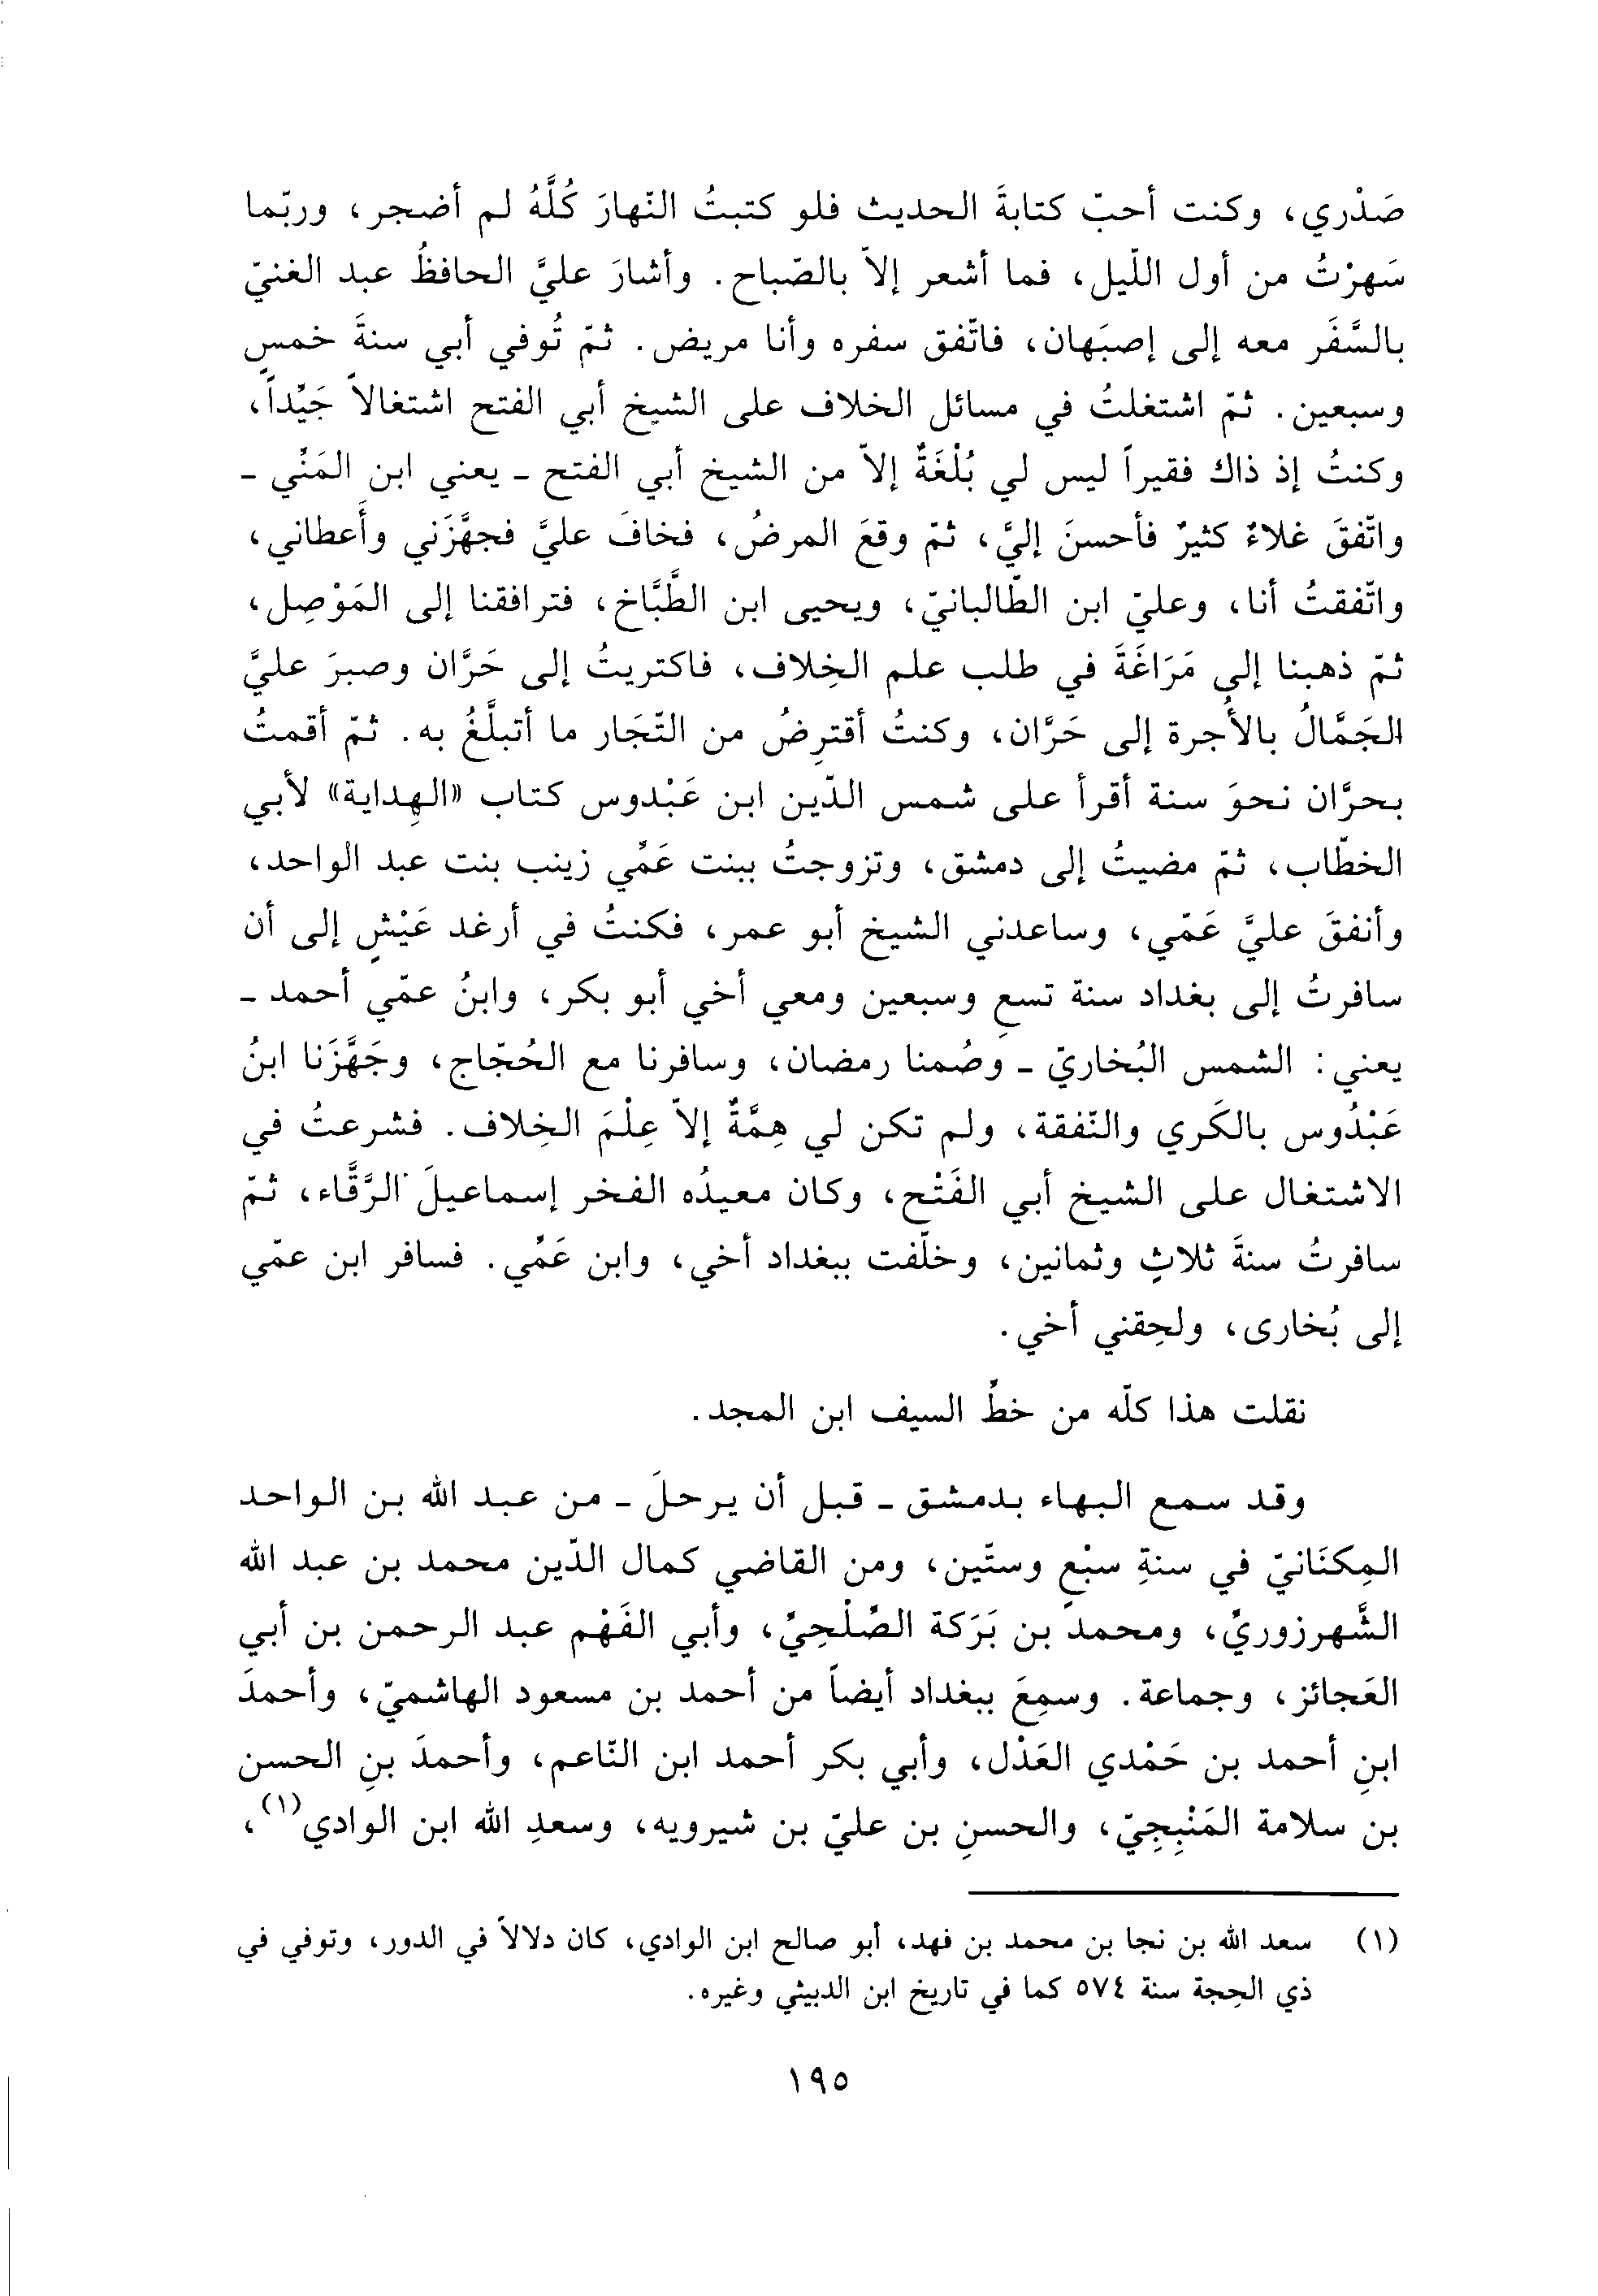 صَدْري، وكنت أحبّ كتابةَ الحديث فلو كتبتُ النّهارَ كُلَّهُ لم أضجر، وربّما
سَهِرْتُ من أول اللّيل، فما أشعر إلاّ بالصّباح. وأشارَ عليَّ الحافظُ عبد الغنيّ
بالسَّفَر معه إلى إصبَهان، فاتّفق سفره وأنا مريض. ثمّ تُوفي أبي سنةَ خمسٍ
وسبعين. ثمّ اشتغلتُ في مسائل الخلاف على الشيخ أبي الفتح اشتغالاً جَيِّداً،
وكنتُ إذ ذاك فقيراً ليس لي بُلْغَةٌ إلاّ من الشيخ أبي الفتح - يعني ابن المَنِّي -
واتّفقَ غلاءٌ كثيرٌ فأحسنَ إليَّ، ثمّ وقعَ المرضُ، فخافَ عليَّ فجهَّزَني وأَعطاني،
واتّفقتُ أنا، وعليّ ابن الطّالبانيّ، ويحيى ابن الطَّبَّاخ، فترافقنا إلى المَوْصِل،
ثمّ ذهبنا إلى مَرَاغَةَ في طلب علم الخِلاف، فاكتريتُ إلى حَرَّان وصبرَ عليَّ
الجَمَّالُ بالأُجرة إلى حَرَّان، وكنتُ أقترِضُ من التّجَار ما أتبلَّغُ به. ثمّ أقمتُ
بحرَّان نحوَ سنة أقرأ على شمس الدّين ابن عَبْدوس كتاب «الهِداية» لأبي
الخطّاب، ثمّ مضيتُ إلى دمشق، وتزوجتُ ببنت عَمِّي زينب بنت عبد الواحد،
وأنفقَ عليَّ عَمّي، وساعدني الشيخ أبو عمر، فكنتُ في أرغد عَيْشٍ إلى أن
سافرتُ إلى بغداد سنة تسعٍ وسبعين ومعي أخي أبو بكر، وابنُ عمّي أحمد -
يعني: الشمس البُخاريّ - وصُمنا رمضان، وسافرنا مع الحُجّاج، وجَهَّزَنا ابنُ
عَبْدُوس بالكَري والنّفقة، ولم تكن لي هِمَّةٌ إلاّ عِلْمَ الخِلاف. فشرعتُ في
الاشتغال على الشيخ أبي الفَتْح، وكان معيدُه الفخر إسماعيلَ الرَّقَّاء، ثمّ
سافرتُ سنةَ ثلاثٍ وثمانين، وخلّفت ببغداد أخي، وابن عَمِّي. فسافر ابن عمّي
إلى بُخارى، ولحِقني أخي.
نقلت هذا كلّه من خطِّ السيف ابن المجد.
وقد سمع البهاء بدمشق - قبل أن يرحلَ - من عبد الله بن الواحد
المِكنَانيّ في سنةِ سبْعٍ وستّين، ومن القاضي كمال الدّين محمد بن عبد الله
الشَّهرزوريِّ، ومحمد بن بَرَكة الصِّلْحِيِّ، وأبي الفَهْم عبد الرحمن بن أبي
العَجائز، وجماعة. وسمِعَ ببغداد أيضاً من أحمد بن مسعود الهاشميّ، وأحمدَ
ابنِ أحمد بن حَمْدي العَدْل، وأبي بكر أحمد ابن النّاعم، وأحمدَ بنِ الحسن
بن سلامة المَنْبِجِيّ، والحسنِ بن عليّ بن شيرويه، وسعدِ الله ابن الوادي(١)،
(١) سعد الله بن نجا بن محمد بن فهد، أبو صالح ابن الوادي، كان دلالاً في الدور، وتوفي في
ذي الحِجة سنة ٥٧٤ كما في تاريخ ابن الدبيثي وغيره.
١٩٥